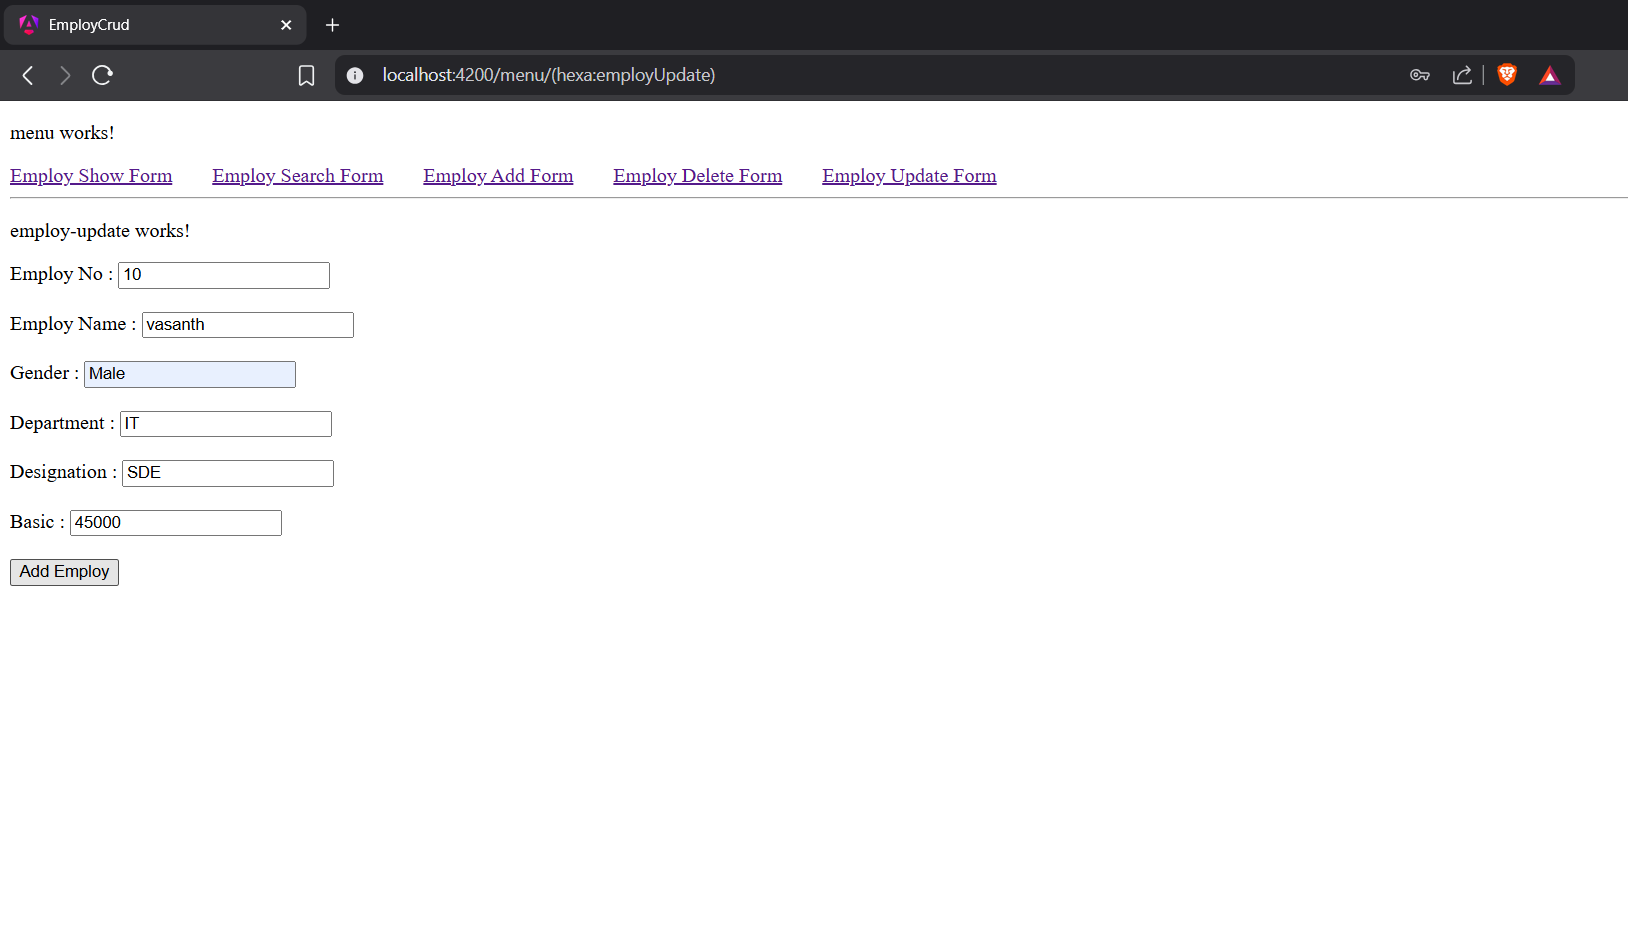 EmployCrud
localhost:4200/menu/(hexa:employUpdate)
menu works!
Employ Show Form Employ Search Form Employ Add Form Employ Delete Form Employ Update Form
employ-update works!
Employ No : 10
Employ Name : vasanth
Gender : Male
Department : IT
Designation : SDE
Basic : 45000
Add Employ